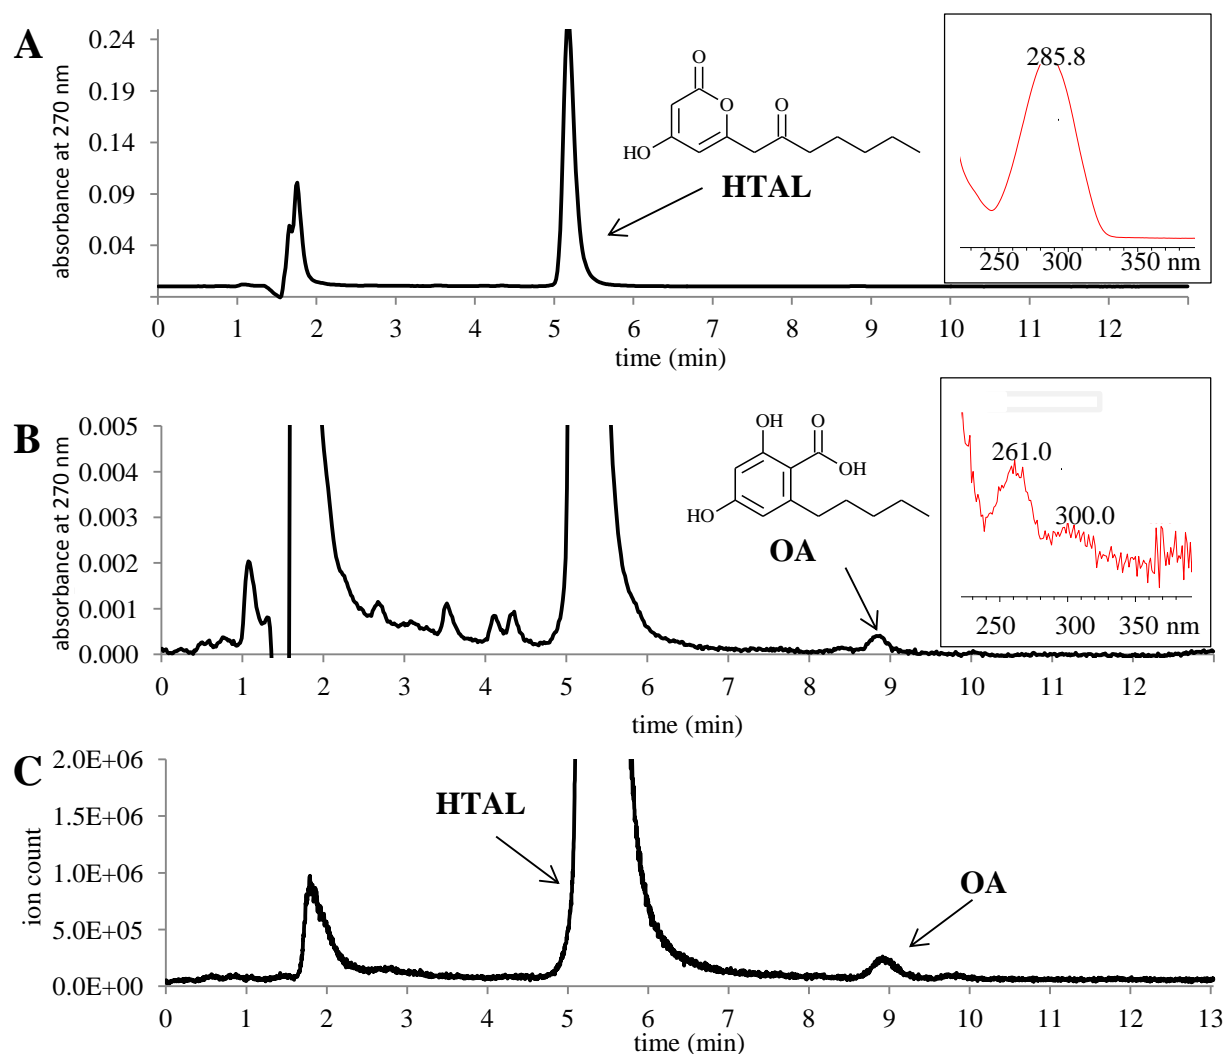 A
absorbance at 270 nm
0.24
0.19
0.14
0.09
0.04
0 1 2 3 4 5 6 7 8 9 10 11 12
time (min)
O
O
O
HO
HTAL
285.8
250 300 350 nm
B
absorbance at 270 nm
0.005
0.004
0.003
0.002
0.001
0.000
0 1 2 3 4 5 6 7 8 9 10 11 12
time (min)
OH
O
OH
HO
OA
261.0
300.0
250 300 350 nm
C
ion count
2.0E+06
1.5E+06
1.0E+06
5.0E+05
0.0E+00
0 1 2 3 4 5 6 7 8 9 10 11 12 13
time (min)
HTAL
OA